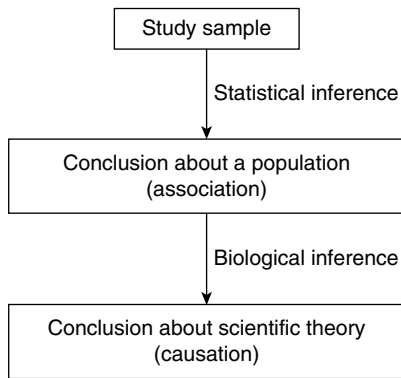 Study sample
Statistical inference
Conclusion about a population
(association)
Biological inference
Conclusion about scientific theory
(causation)